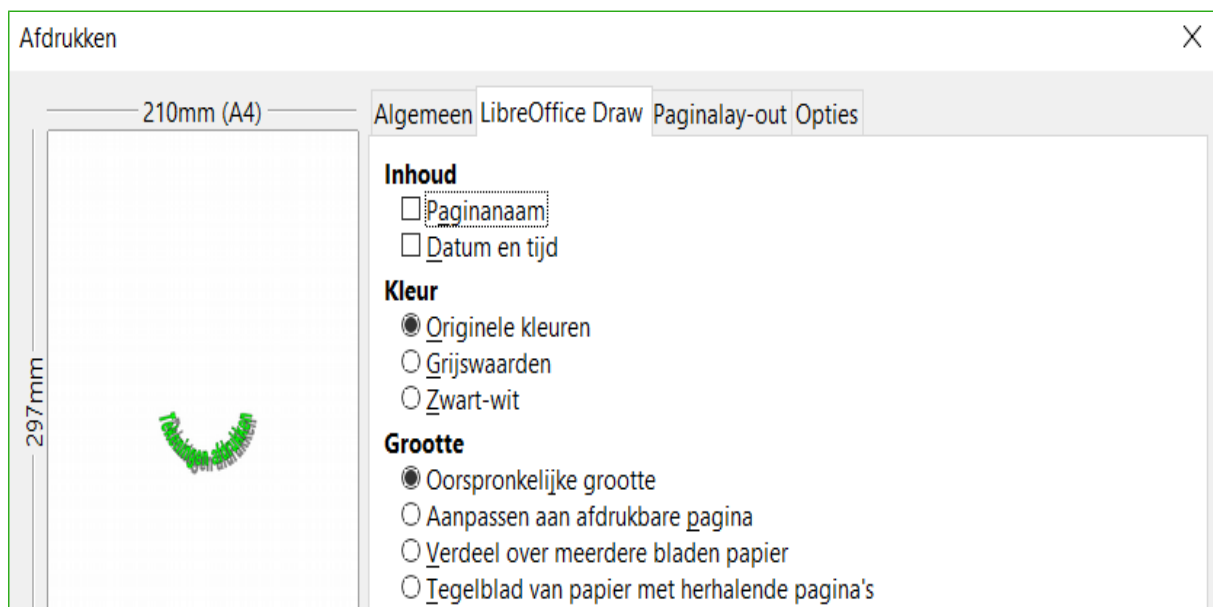 Afdrukken
210mm (A4)
297mm
Algemeen LibreOffice Draw Paginalay-out Opties
Inhoud
Paginanaam
Datum en tijd
Kleur
Originele kleuren
Grijswaarden
Zwart-wit
Grootte
Oorspronkelijke grootte
Aanpassen aan afdrukbare pagina
Verdeel over meerdere bladen papier
Tegelblad van papier met herhalende pagina's